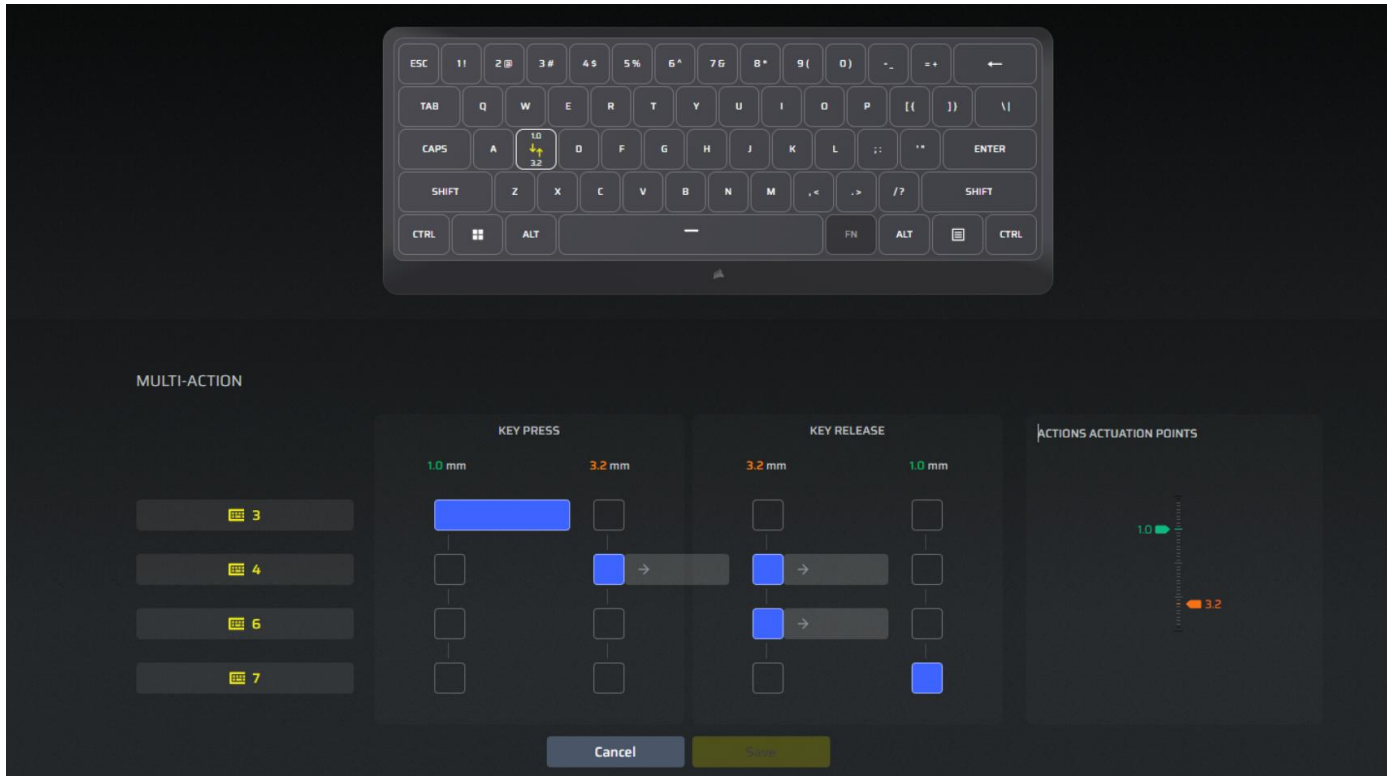 ESC 1! 2@ 3# 4$ 5% 6^ 7& 8* 9( 0) -_ =+ ←
TAB Q W E R T Y U I O P [{ ]} \|
CAPS A 1.0 ↓↑ 3.2 D F G H J K L ;: '" ENTER
SHIFT Z X C V B N M ,< .> /? SHIFT
CTRL ALT FN ALT CTRL
MULTI-ACTION
KEY PRESS KEY RELEASE ACTIONS ACTUATION POINTS
1.0 mm 3.2 mm 3.2 mm 1.0 mm
3
1.0
4 → →
3.2
6 →
7
Cancel Save